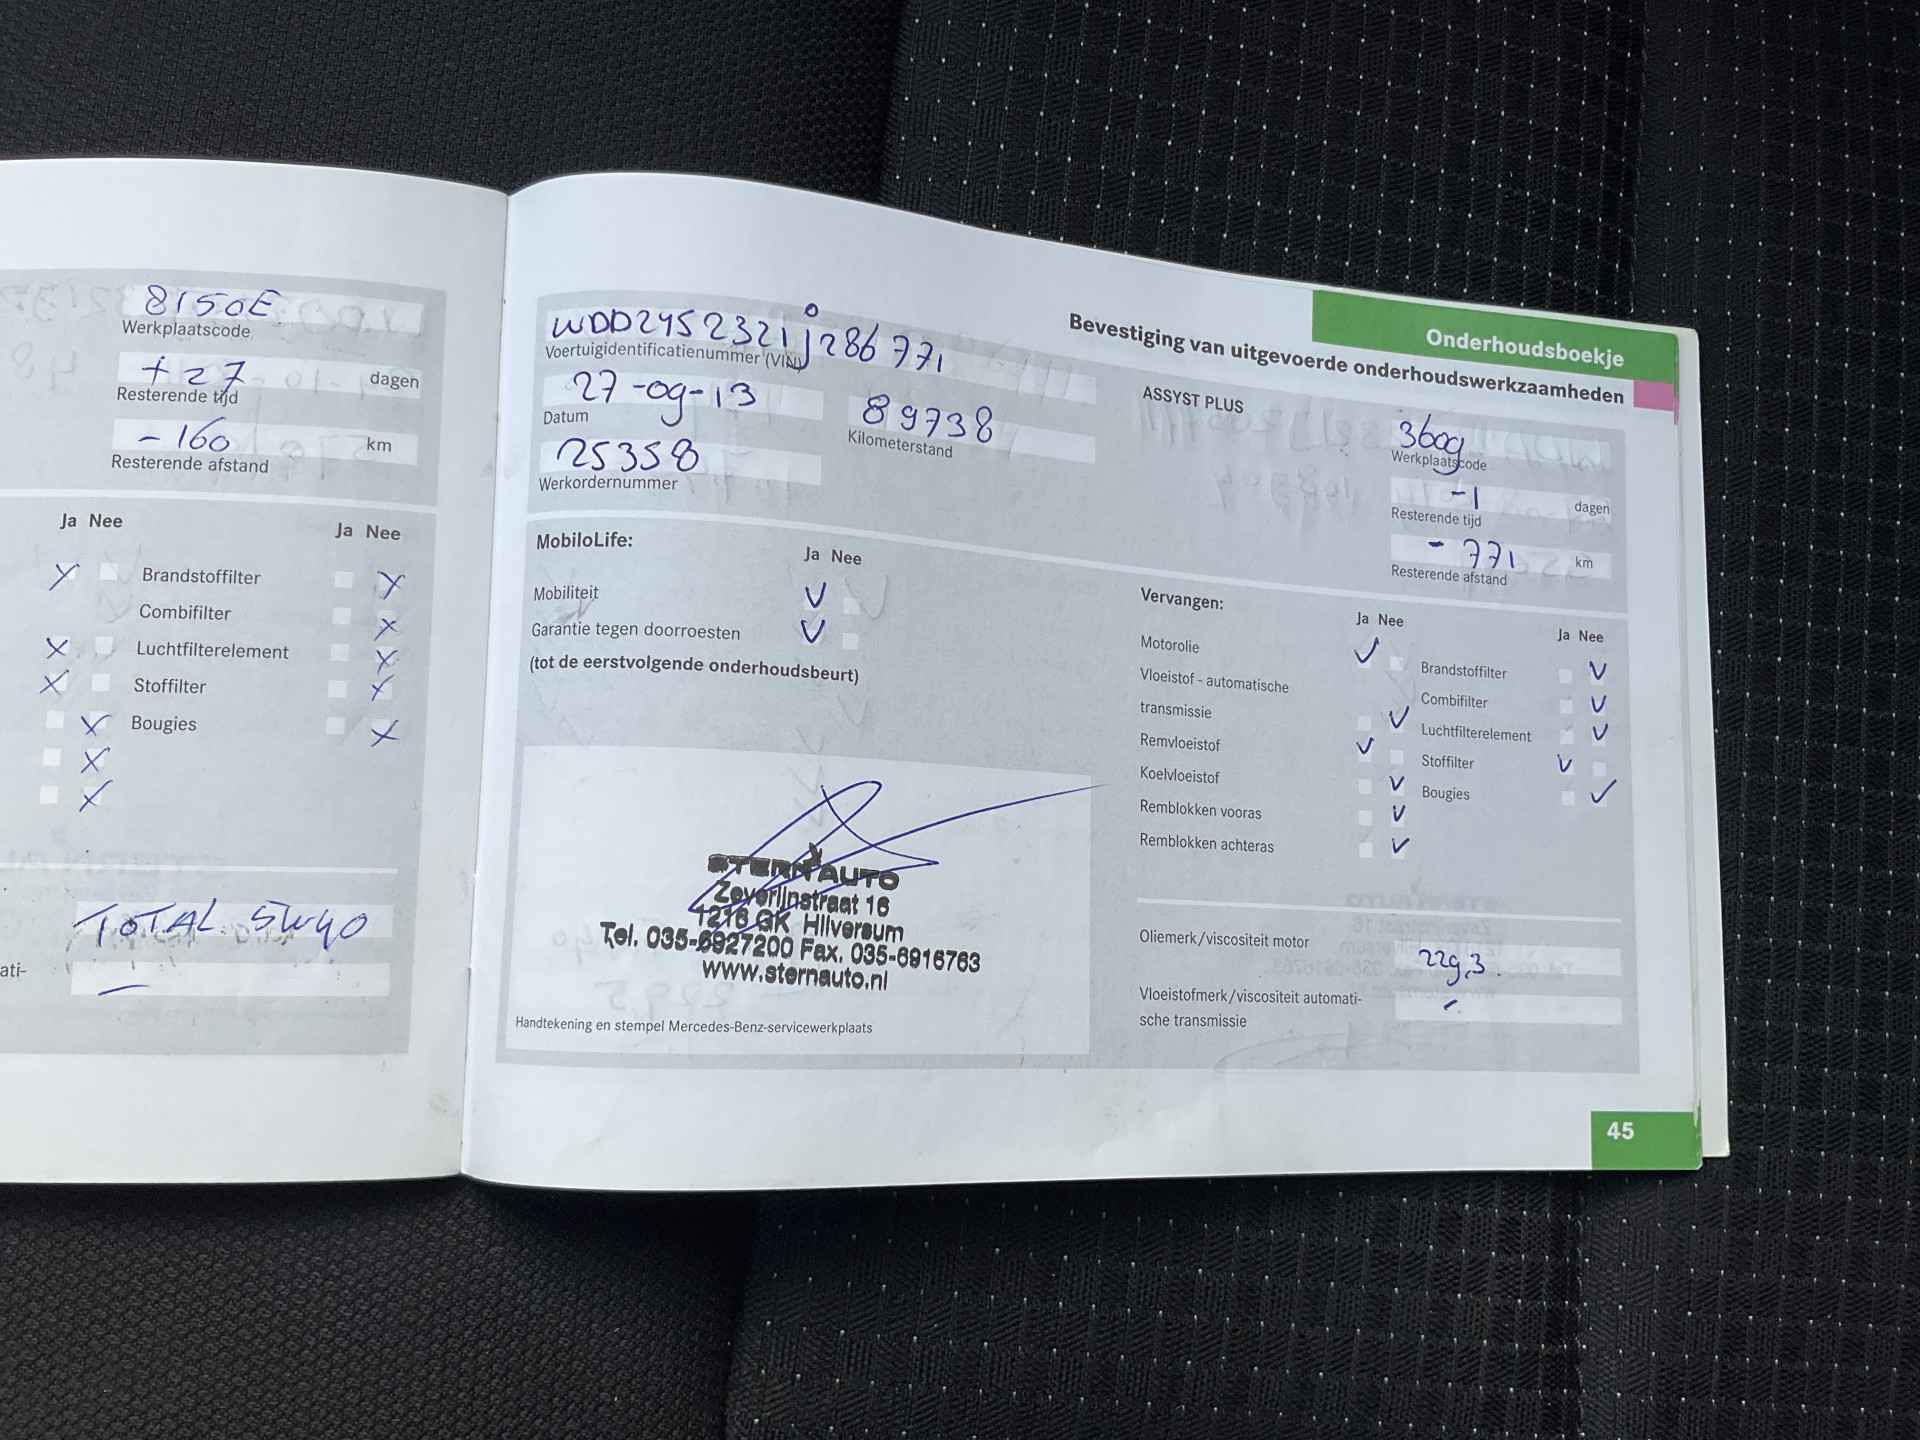 8150E
Werkplaatscode
+27 dagen
Resterende tijd
-160 km
Resterende afstand
Ja Nee
Ja Nee
X Brandstoffilter X
Combifilter X
X Luchtfilterelement X
X Stoffilter X
X Bougies X
X
X
TOTAL 5W40
ati- —
Onderhoudsboekje
Bevestiging van uitgevoerde onderhoudswerkzaamheden
WDD2452321j286771
Voertuigidentificatienummer (VIN)
27-09-13
Datum
89738
Kilometerstand
25358
Werkordernummer
ASSYST PLUS
3609
Werkplaatscode
-1 dagen
Resterende tijd
- 771 km
Resterende afstand
MobiloLife:
Ja Nee
Mobiliteit V
Garantie tegen doorroesten V
(tot de eerstvolgende onderhoudsbeurt)
STERN AUTO
Zeverijnstraat 16
1216 GK Hilversum
Tel. 035-6927200 Fax. 035-6916763
www.sternauto.nl
Handtekening en stempel Mercedes-Benz-servicewerkplaats
Vervangen:
Ja Nee
Motorolie V
Vloeistof - automatische
transmissie V
Remvloeistof V
Koelvloeistof V
Remblokken vooras V
Remblokken achteras V
Ja Nee
Brandstoffilter V
Combifilter V
Luchtfilterelement V
Stoffilter V
Bougies V
Oliemerk/viscositeit motor
229.3.
Vloeistofmerk/viscositeit automati-
sche transmissie
-
45